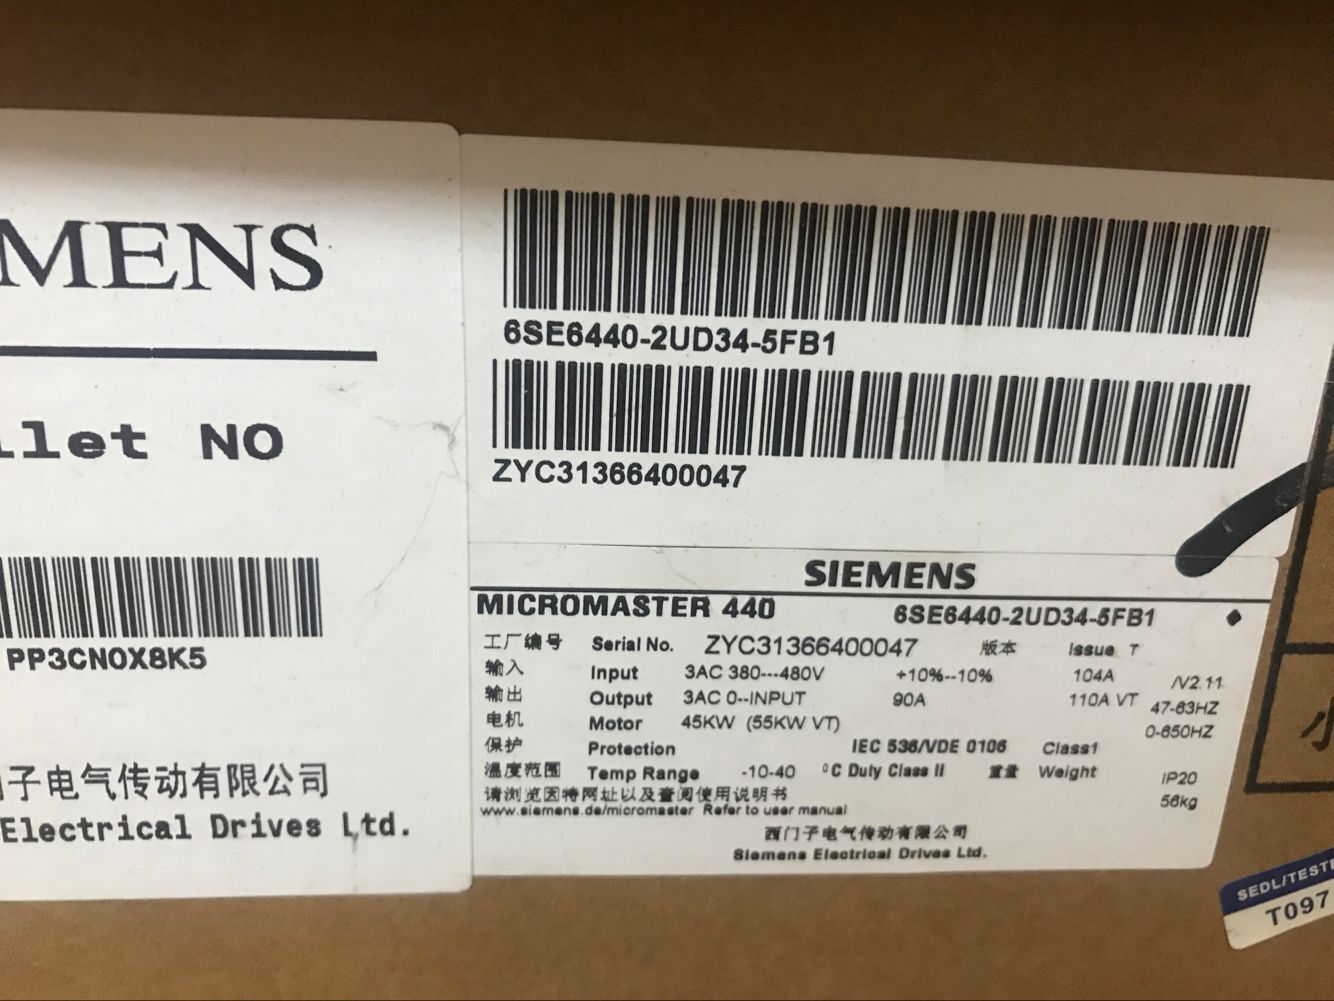 MENS
llet NO
PP3CN0X8K5
门子电气传动有限公司
Electrical Drives Ltd.
6SE6440-2UD34-5FB1
ZYC31366400047
SIEMENS
MICROMASTER 440 6SE6440-2UD34-5FB1
工厂编号 Serial No. ZYC31366400047 版本 Issue T /V2.11
输入 Input 3AC 380---480V +10%--10% 104A 47-63HZ
输出 Output 3AC 0--INPUT 90A 110A VT 0-650HZ
电机 Motor 45KW (55KW VT)
保护 Protection IEC 536/VDE 0106 Class1 IP20
温度范围 Temp Range -10-40 °C Duty Class II 重量 Weight 56kg
请浏览因特网址以及查阅使用说明书
www.siemens.de/micromaster Refer to user manual
西门子电气传动有限公司
Siemens Electrical Drives Ltd.
小
SEDL/TESTE
T097